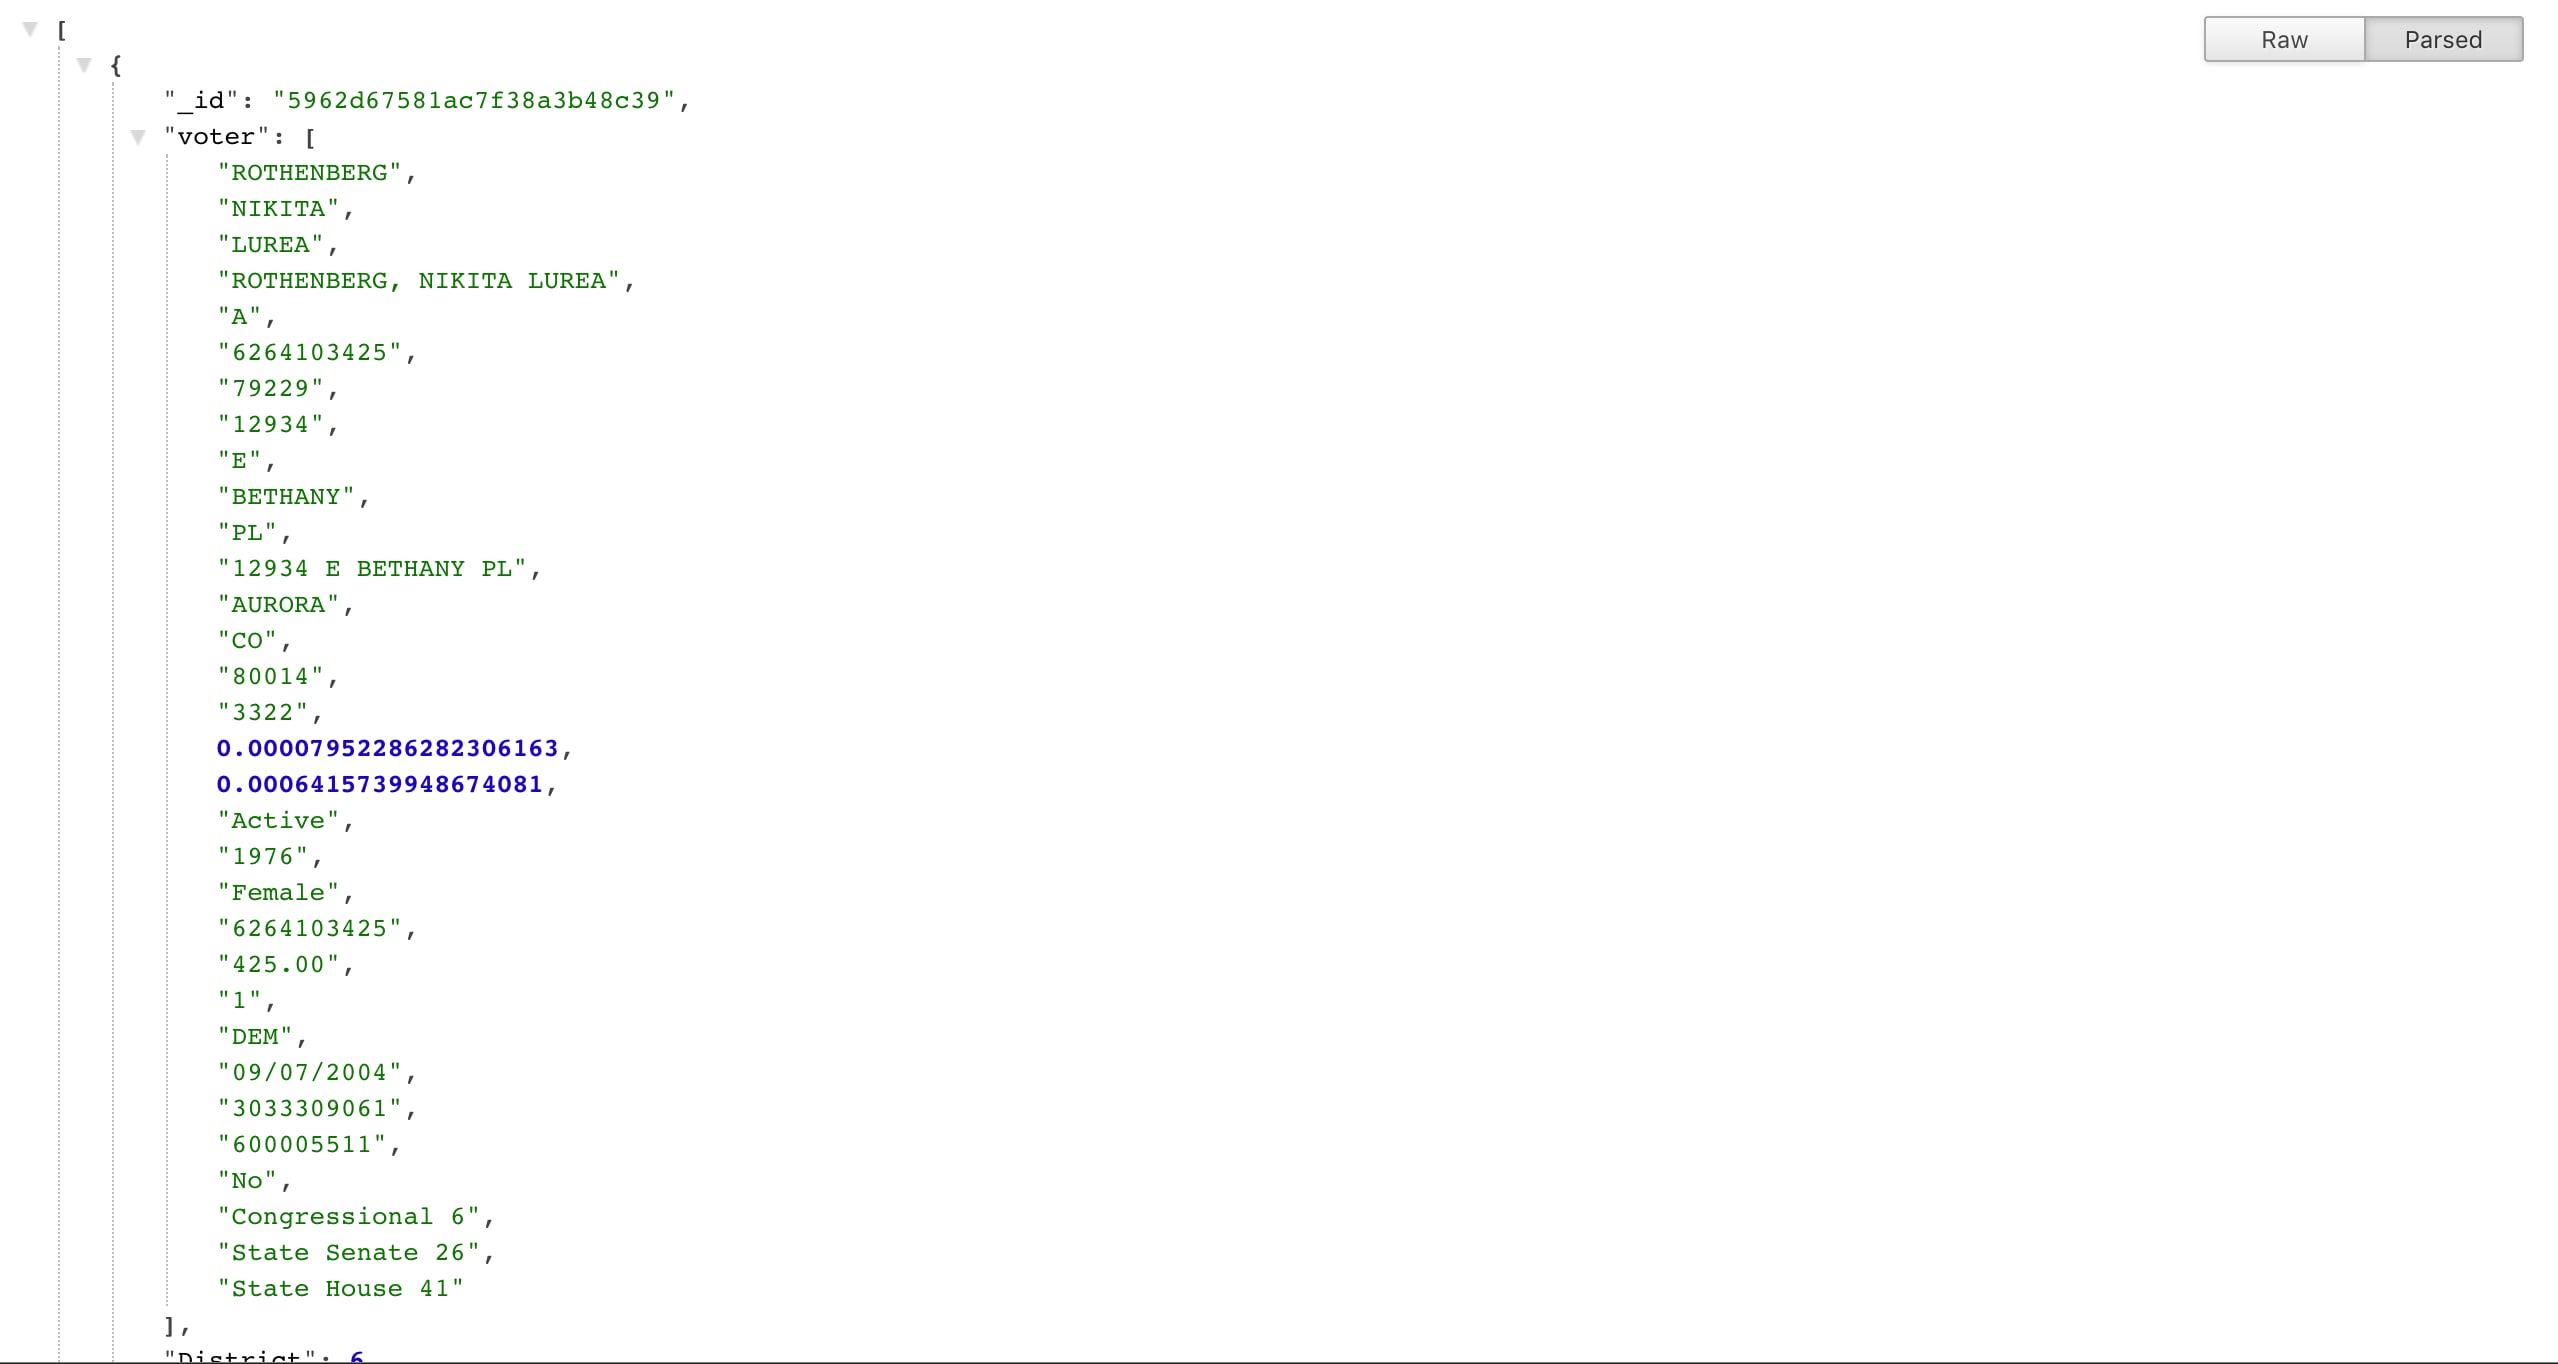 [
Raw Parsed
{
"_id": "5962d67581ac7f38a3b48c39",
"voter": [
"ROTHENBERG",
"NIKITA",
"LUREA",
"ROTHENBERG, NIKITA LUREA",
"A",
"6264103425",
"79229",
"12934",
"E",
"BETHANY",
"PL",
"12934 E BETHANY PL",
"AURORA",
"CO",
"80014",
"3322",
0.00007952286282306163,
0.0006415739948674081,
"Active",
"1976",
"Female",
"6264103425",
"425.00",
"1",
"DEM",
"09/07/2004",
"3033309061",
"600005511",
"No",
"Congressional 6",
"State Senate 26",
"State House 41"
],
"District": 6